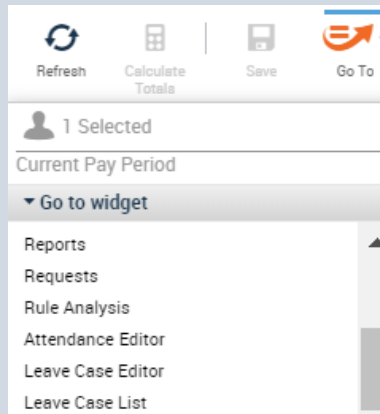 Refresh
Calculate
Totals
Save
Go To
1 Selected
Current Pay Period
Go to widget
Reports
Requests
Rule Analysis
Attendance Editor
Leave Case Editor
Leave Case List